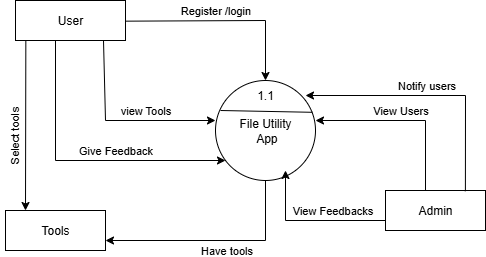 Register /login
User
1.1
Notify users
view Tools
View Users
File Utility
App
Select tools
Give Feedback
View Feedbacks
Admin
Tools
Have tools